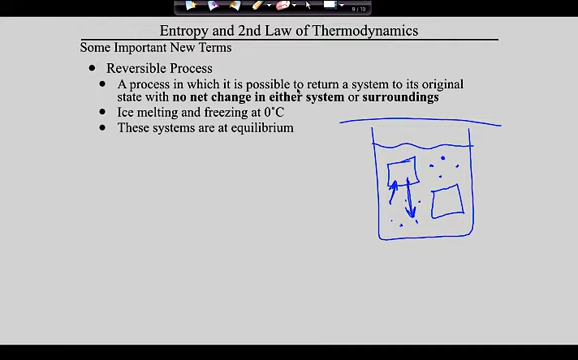 9 / 10
Entropy and 2nd Law of Thermodynamics
Some Important New Terms
● Reversible Process
● A process in which it is possible to return a system to its original
state with no net change in either system or surroundings
● Ice melting and freezing at 0˚C
● These systems are at equilibrium